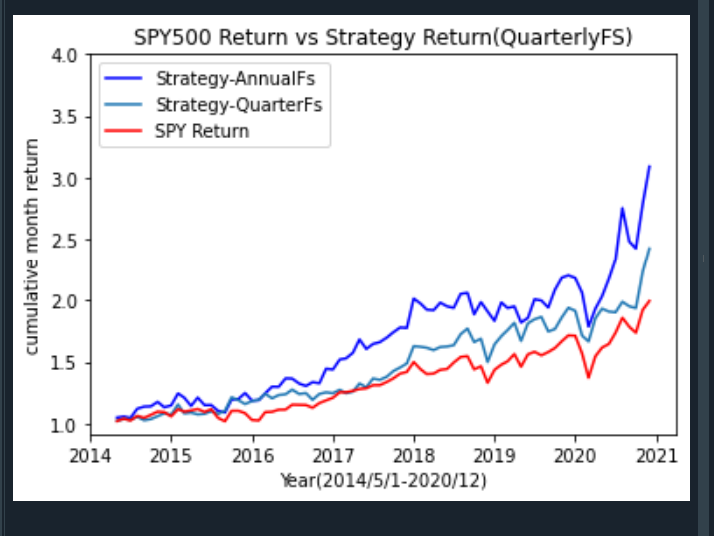 SPY500 Return vs Strategy Return(QuarterlyFS)
4.0
3.5
3.0
2.5
2.0
1.5
1.0
cumulative month return
Strategy-AnnualFs
Strategy-QuarterFs
SPY Return
2014 2015 2016 2017 2018 2019 2020 2021
Year(2014/5/1-2020/12)